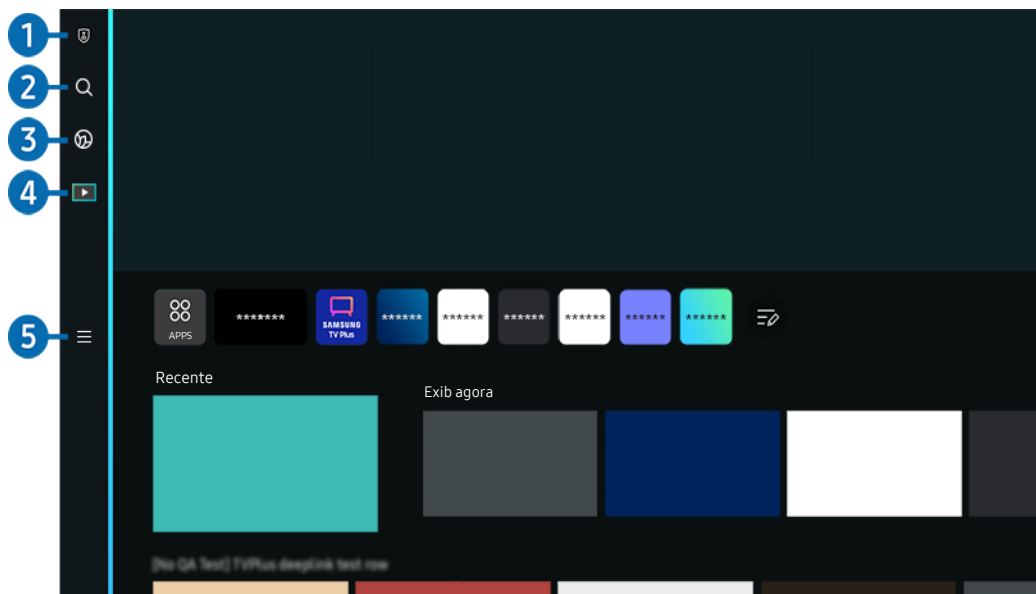 1
2
3
4
5
APPS
*******
SAMSUNG
TV Plus
******
******
******
******
******
******
Recente
Exib agora
[No QA Test] TVPlus deeplink test row